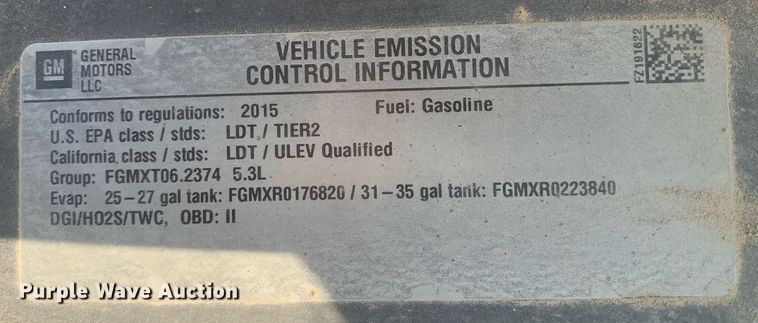 GM GENERAL
MOTORS
LLC
VEHICLE EMISSION
CONTROL INFORMATION
FZ191622
Conforms to regulations: 2015 Fuel: Gasoline
U.S. EPA class / stds: LDT / TIER2
California class / stds: LDT / ULEV Qualified
Group: FGMXT06.2374 5.3L
Evap: 25-27 gal tank: FGMXR0176820 / 31-35 gal tank: FGMXR0223840
DGI/HO2S/TWC, OBD: II
Purple Wave Auction